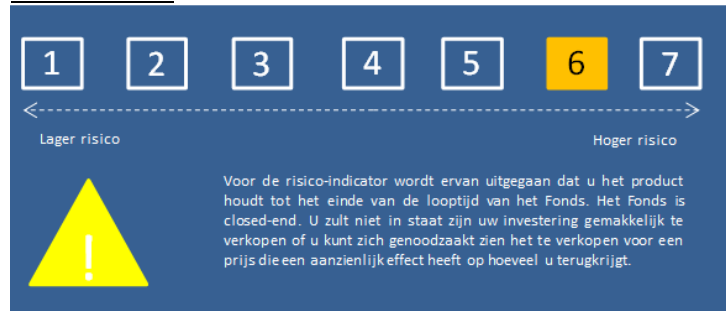 1 2 3 4 5 6 7
Lager risico Hoger risico
!
Voor de risico-indicator wordt ervan uitgegaan dat u het product
houdt tot het einde van de looptijd van het Fonds. Het Fonds is
closed-end. U zult niet in staat zijn uw investering gemakkelijk te
verkopen of u kunt zich genoodzaakt zien het te verkopen voor een
prijs die een aanzienlijk effect heeft op hoeveel u terugkrijgt.